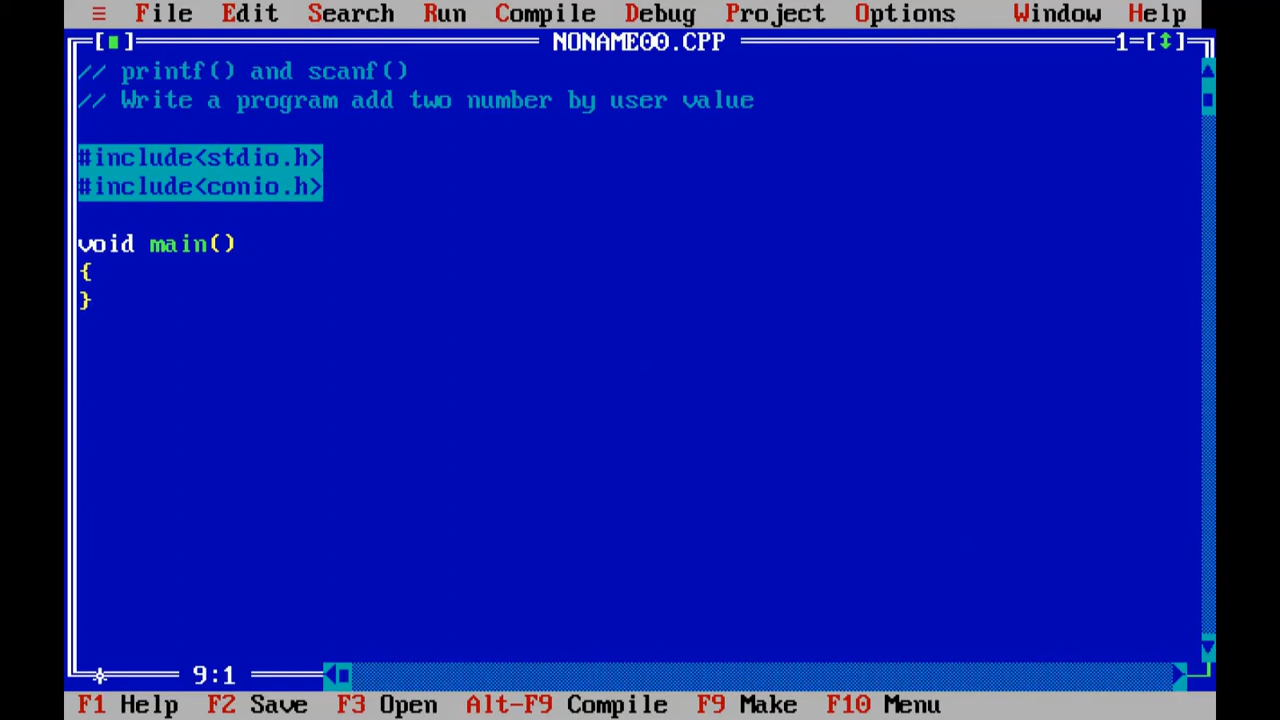 ≡ File Edit Search Run Compile Debug Project Options Window Help
[■] NONAME00.CPP 1=[↕]
// printf() and scanf()
// Write a program add two number by user value
#include<stdio.h>
#include<conio.h>
void main()
{
}
9:1
F1 Help F2 Save F3 Open Alt-F9 Compile F9 Make F10 Menu